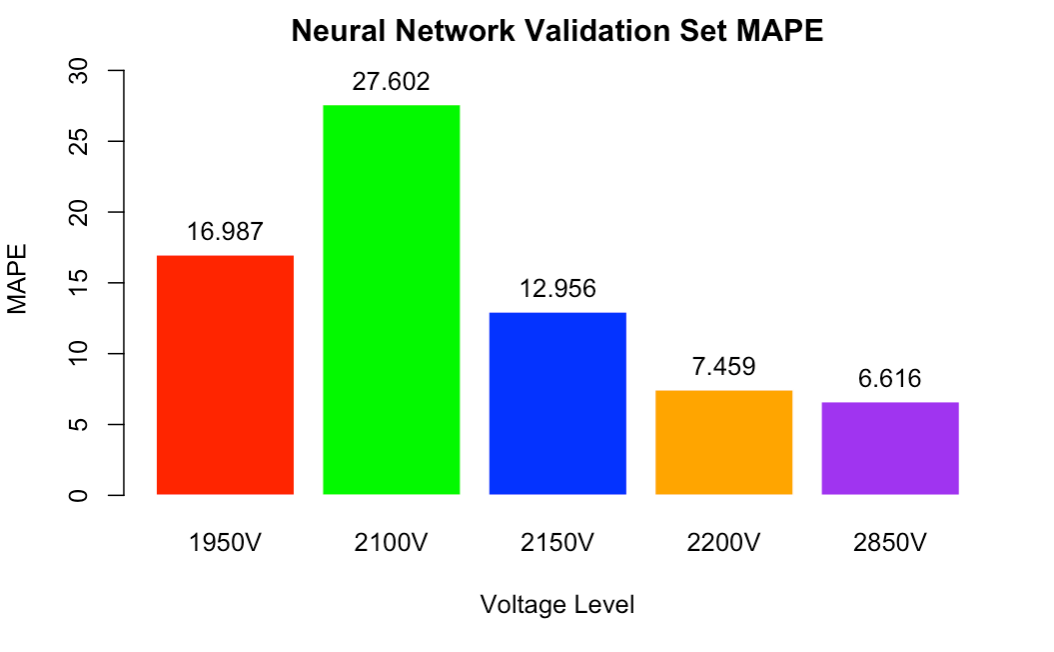 Neural Network Validation Set MAPE
MAPE
30
25
20
15
10
5
0
16.987
27.602
12.956
7.459
6.616
1950V
2100V
2150V
2200V
2850V
Voltage Level